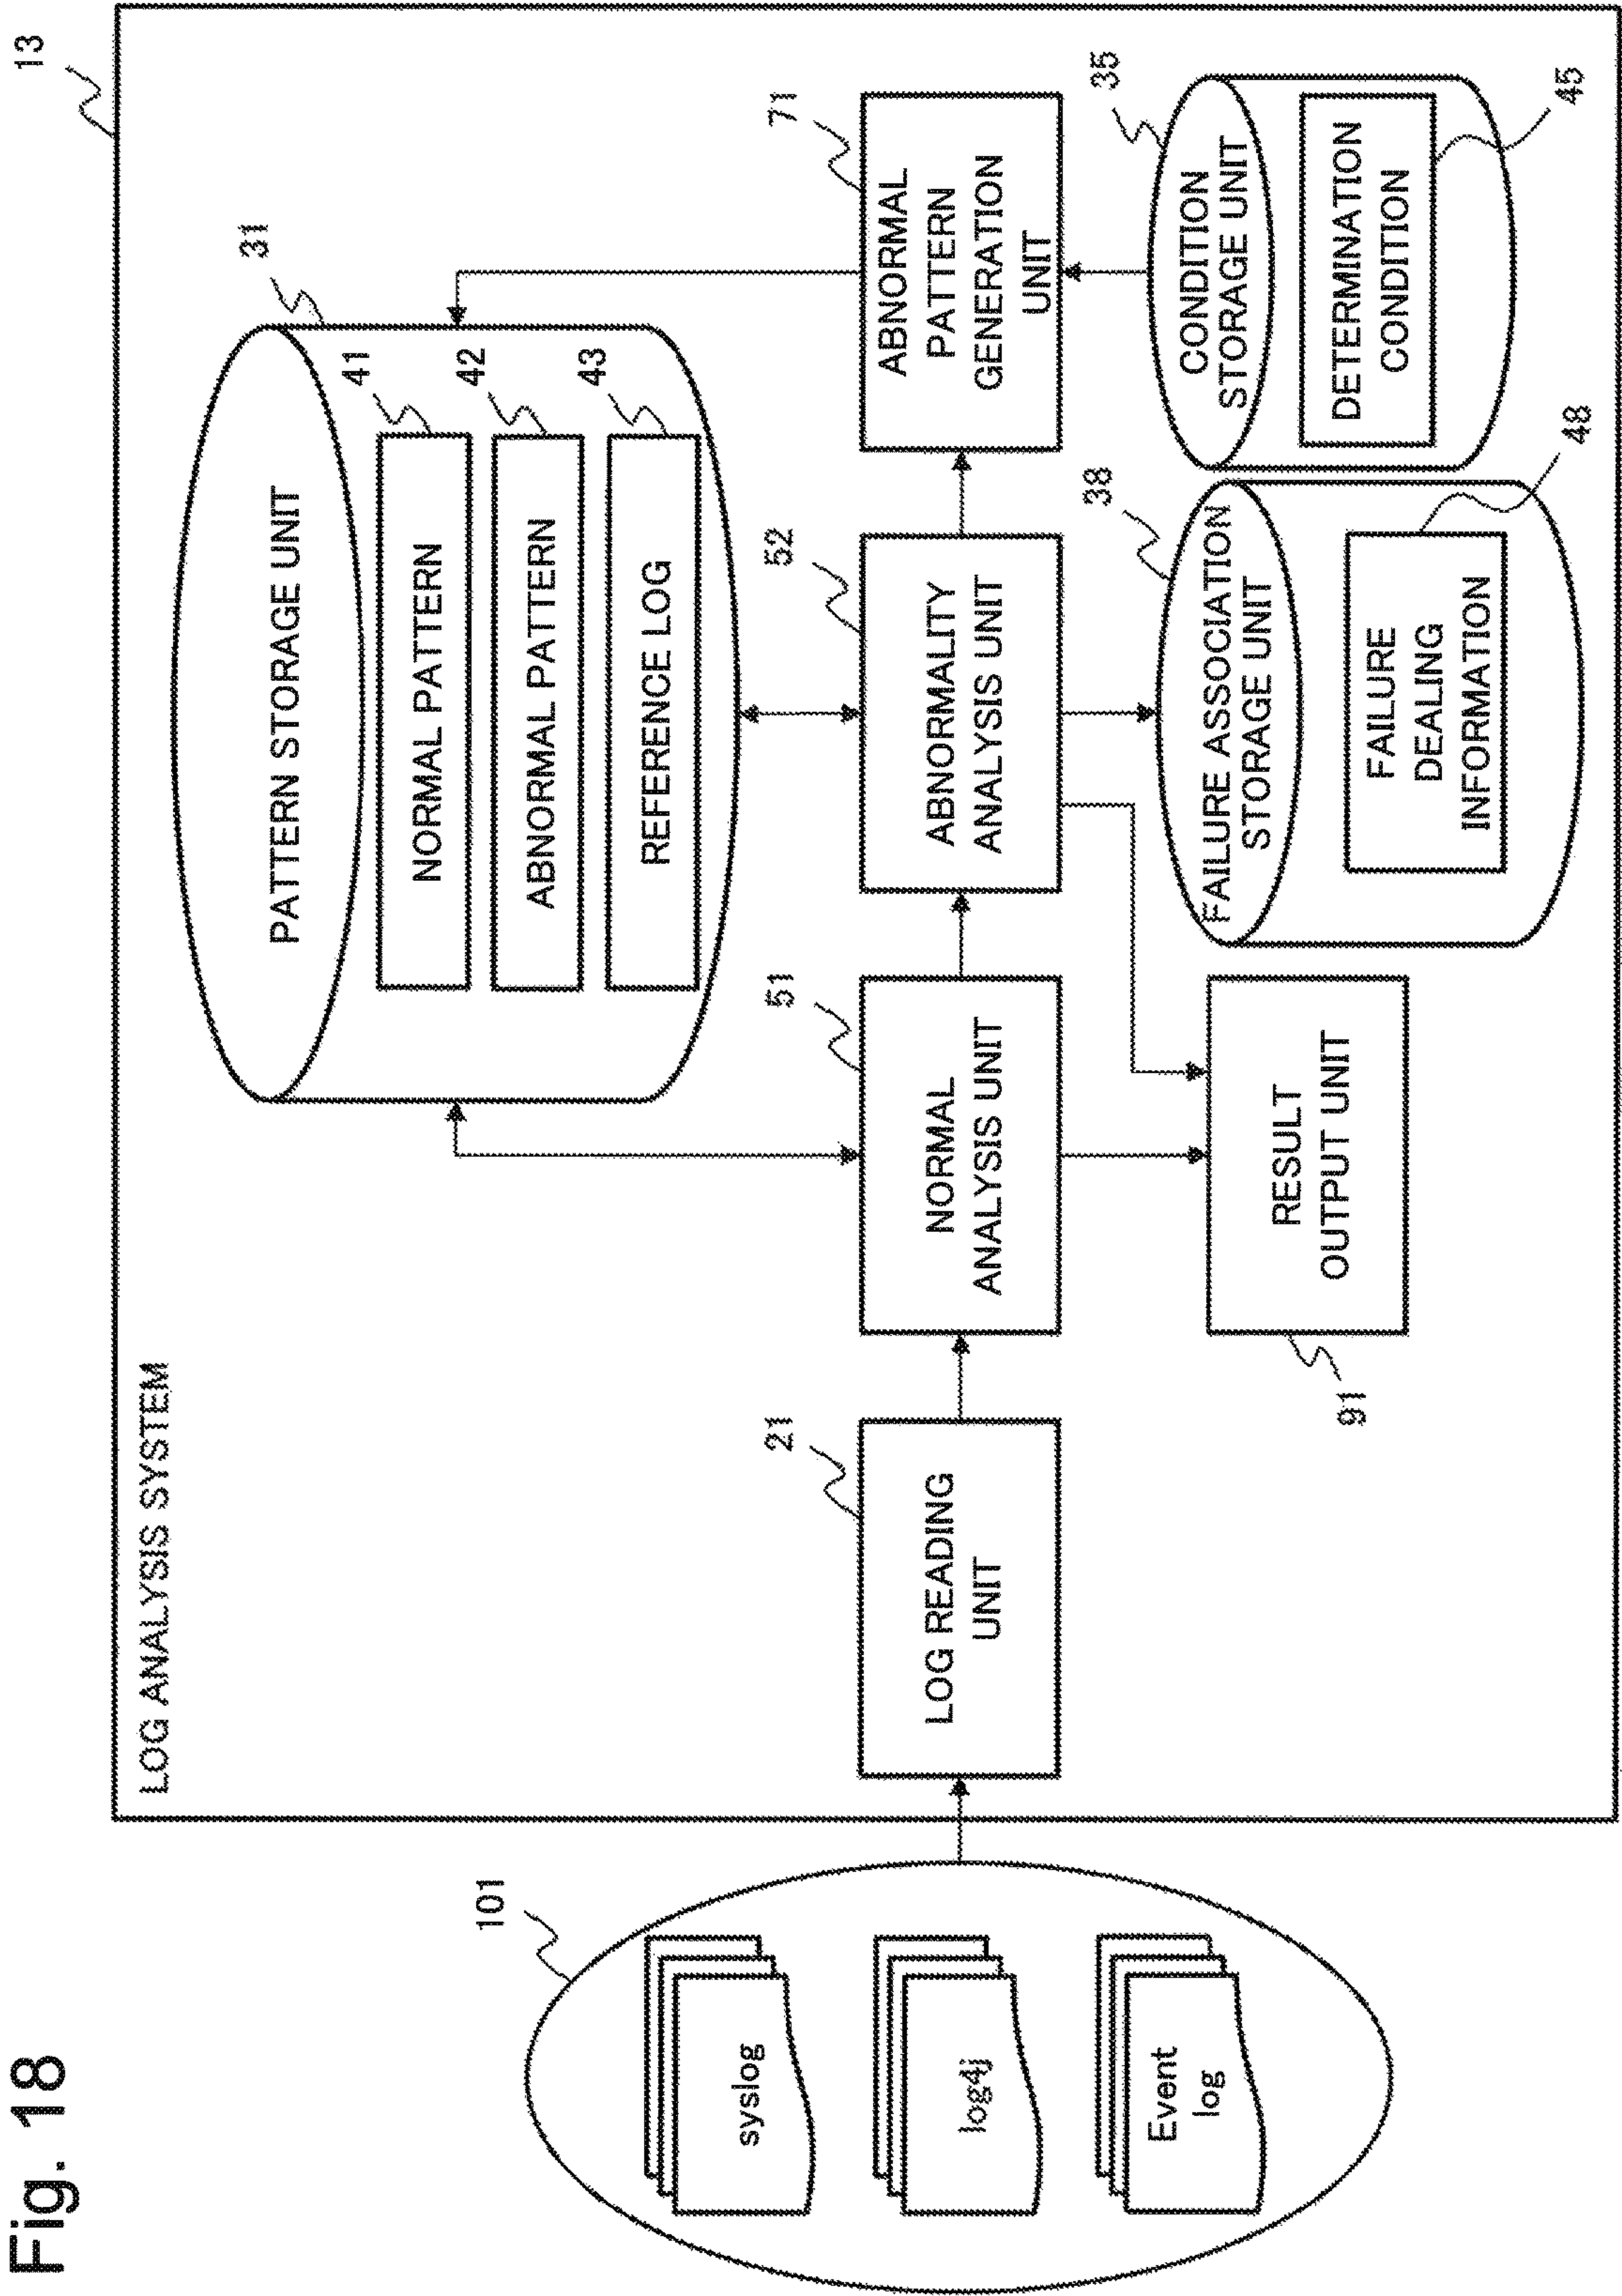 Fig. 18
LOG ANALYSIS SYSTEM
13
PATTERN STORAGE UNIT
31
NORMAL PATTERN
41
ABNORMAL PATTERN
42
REFERENCE LOG
43
101
syslog
log4j
Event
log
21
LOG READING
UNIT
51
NORMAL
ANALYSIS UNIT
52
ABNORMALITY
ANALYSIS UNIT
71
ABNORMAL
PATTERN
GENERATION
UNIT
91
RESULT
OUTPUT UNIT
38
FAILURE ASSOCIATION
STORAGE UNIT
FAILURE
DEALING
INFORMATION
48
35
CONDITION
STORAGE UNIT
DETERMINATION
CONDITION
45